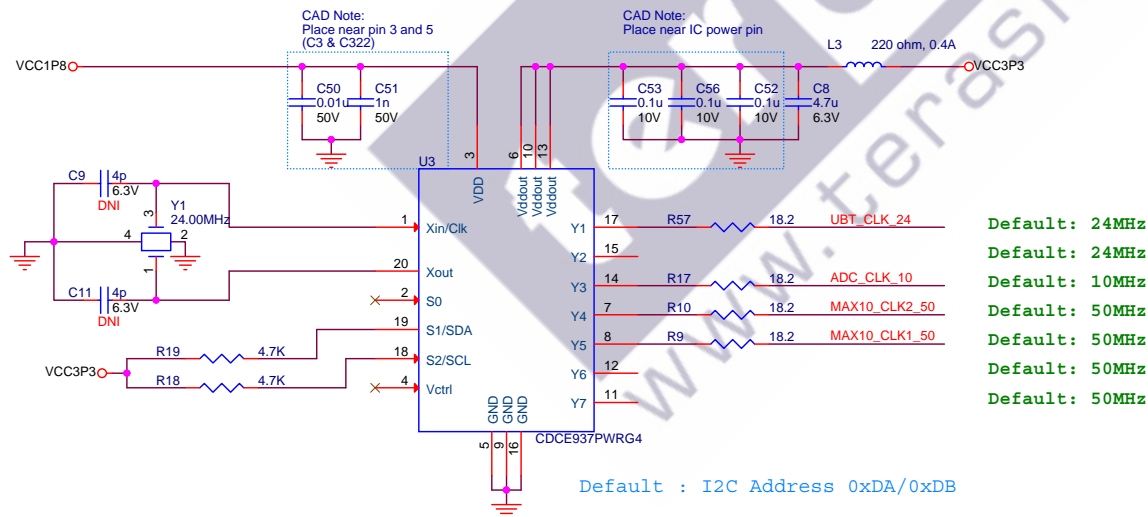 CAD Note:
Place near pin 3 and 5
(C3 & C322)
CAD Note:
Place near IC power pin
L3 220 ohm, 0.4A
VCC1P8
VCC3P3
C50
0.01u
50V
C51
1n
50V
C53
0.1u
10V
C56
0.1u
10V
C52
0.1u
10V
C8
4.7u
6.3V
U3
3
VDD
6
10
13
Vddout
Vddout
Vddout
C9
4p
6.3V
DNI
Y1
24.00MHz
3
4
2
1
C11
4p
6.3V
DNI
1 Xin/Clk
20 Xout
2 S0
19 S1/SDA
18 S2/SCL
4 Vctrl
R19 4.7K
VCC3P3
R18 4.7K
Y1 17 R57 18.2 UBT_CLK_24 Default: 24MHz
Y2 15 Default: 24MHz
Y3 14 R17 18.2 ADC_CLK_10 Default: 10MHz
Y4 7 R10 18.2 MAX10_CLK2_50 Default: 50MHz
Y5 8 R9 18.2 MAX10_CLK1_50 Default: 50MHz
Y6 12 Default: 50MHz
Y7 11 Default: 50MHz
GND
GND
GND
5
9
16
CDCE937PWRG4
Default : I2C Address 0xDA/0xDB
www.terasic